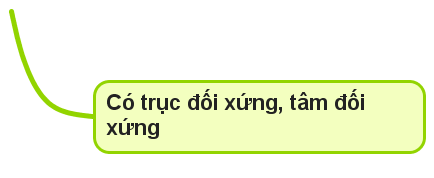 Có trục đối xứng, tâm đối
xứng